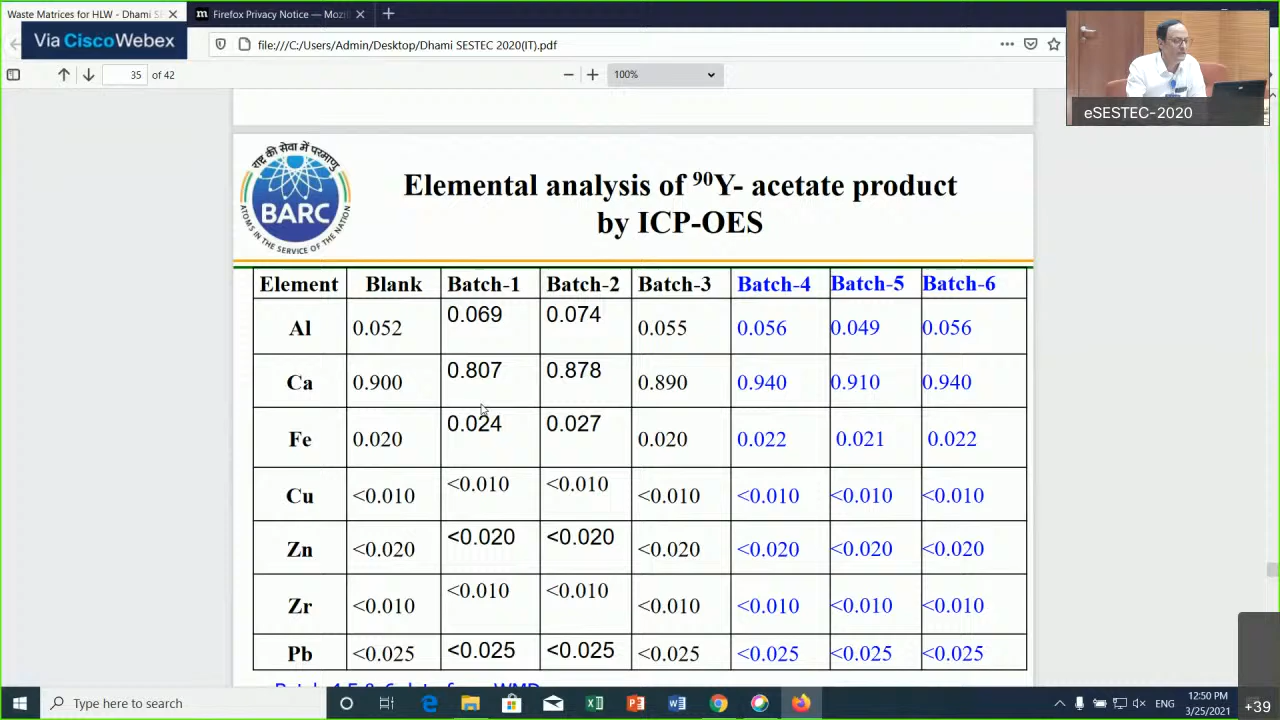 Waste Matrices for HLW - Dhami S
Firefox Privacy Notice — Mozil
Via Cisco Webex
file:///C:/Users/Admin/Desktop/Dhami SESTEC 2020(IT).pdf
35 of 42
100%
eSESTEC-2020
राष्ट्र की सेवा में परमाणु
BARC
ATOMS IN THE SERVICE OF THE NATION
Elemental analysis of ⁹⁰Y- acetate product
by ICP-OES
Element Blank Batch-1 Batch-2 Batch-3 Batch-4 Batch-5 Batch-6
Al 0.052 0.069 0.074 0.055 0.056 0.049 0.056
Ca 0.900 0.807 0.878 0.890 0.940 0.910 0.940
Fe 0.020 0.024 0.027 0.020 0.022 0.021 0.022
Cu <0.010 <0.010 <0.010 <0.010 <0.010 <0.010 <0.010
Zn <0.020 <0.020 <0.020 <0.020 <0.020 <0.020 <0.020
Zr <0.010 <0.010 <0.010 <0.010 <0.010 <0.010 <0.010
Pb <0.025 <0.025 <0.025 <0.025 <0.025 <0.025 <0.025
Type here to search
ENG
12:50 PM
3/25/2021
+39